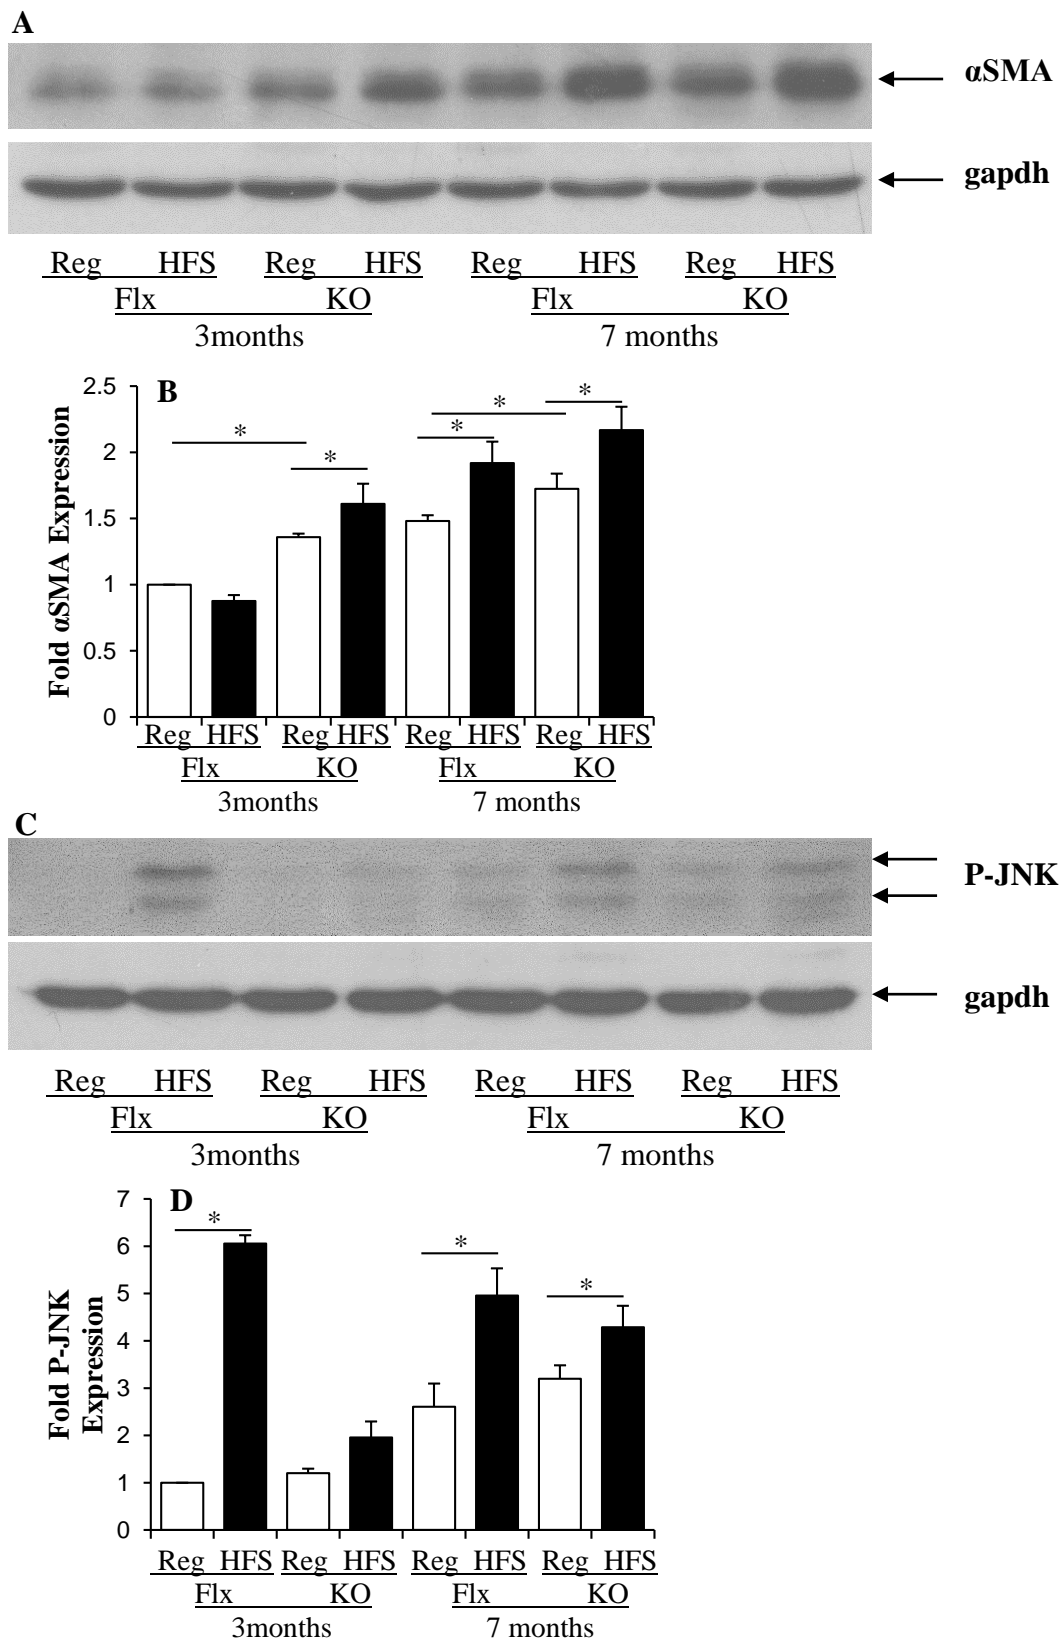 A
αSMA
gapdh
Reg HFS Reg HFS Reg HFS Reg HFS
Flx KO Flx KO
3months 7 months
B
Fold αSMA Expression
2.5
2
1.5
1
0.5
0
* * * * *
Reg HFS Reg HFS Reg HFS Reg HFS
Flx KO Flx KO
3months 7 months
C
P-JNK
gapdh
Reg HFS Reg HFS Reg HFS Reg HFS
Flx KO Flx KO
3months 7 months
D
Fold P-JNK
Expression
7
6
5
4
3
2
1
0
* * *
Reg HFS Reg HFS Reg HFS Reg HFS
Flx KO Flx KO
3months 7 months